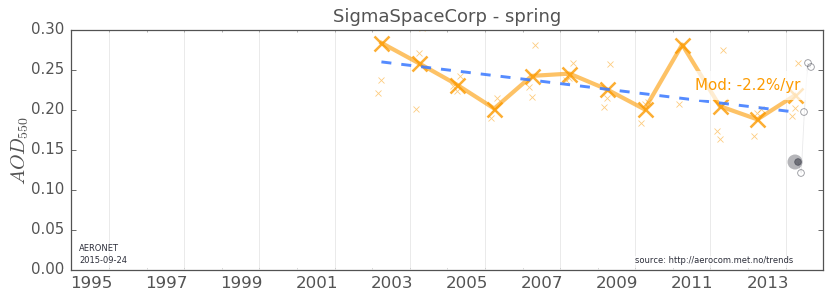 SigmaSpaceCorp - spring
0.30
0.25
0.20
0.15
0.10
0.05
0.00
AOD550
Mod: -2.2%/yr
AERONET
2015-09-24
source: http://aerocom.met.no/trends
1995 1997 1999 2001 2003 2005 2007 2009 2011 2013